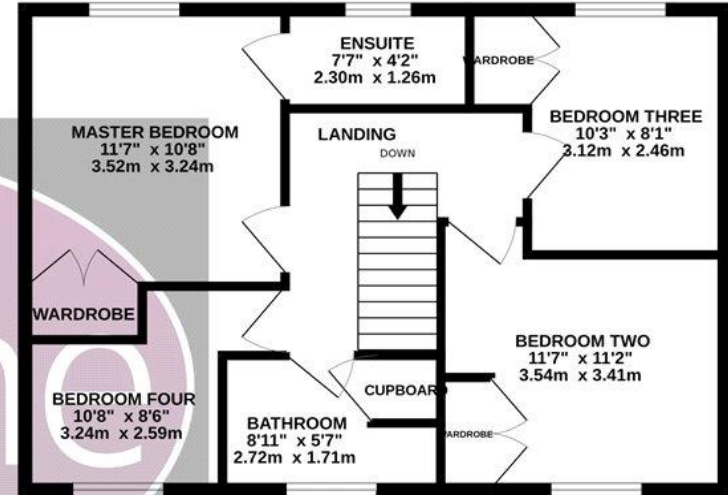 ENSUITE
7'7" x 4'2"
2.30m x 1.26m
WARDROBE
MASTER BEDROOM
11'7" x 10'8"
3.52m x 3.24m
LANDING
DOWN
BEDROOM THREE
10'3" x 8'1"
3.12m x 2.46m
WARDROBE
BEDROOM TWO
11'7" x 11'2"
3.54m x 3.41m
BEDROOM FOUR
10'8" x 8'6"
3.24m x 2.59m
CUPBOARD
BATHROOM
8'11" x 5'7"
2.72m x 1.71m
WARDROBE